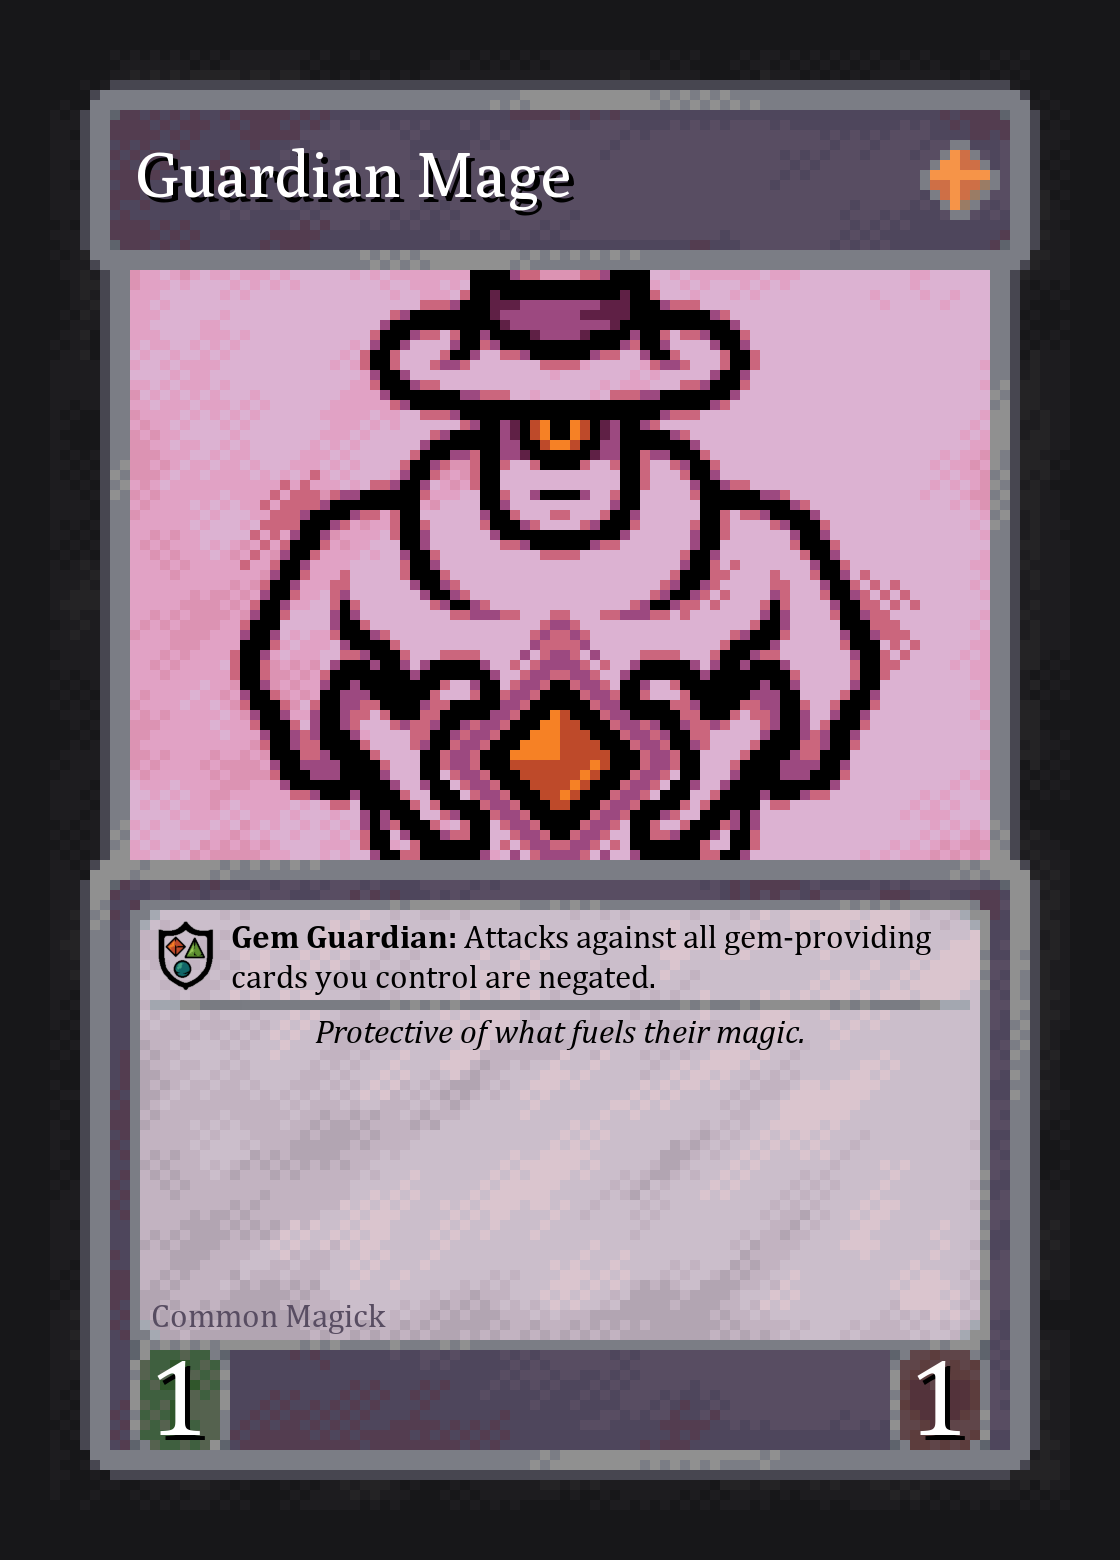 Guardian Mage
Gem Guardian: Attacks against all gem-providing
cards you control are negated.
Protective of what fuels their magic.
Common Magick
1 1